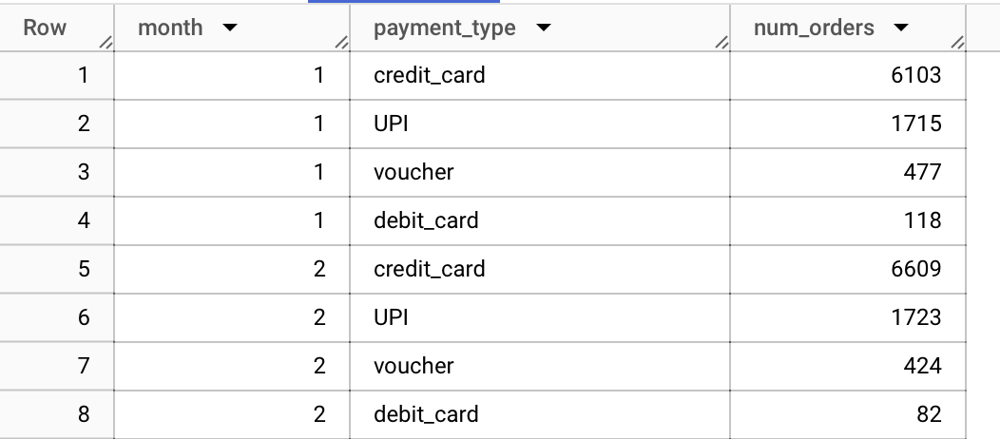 Row month payment_type num_orders
1 1 credit_card 6103
2 1 UPI 1715
3 1 voucher 477
4 1 debit_card 118
5 2 credit_card 6609
6 2 UPI 1723
7 2 voucher 424
8 2 debit_card 82